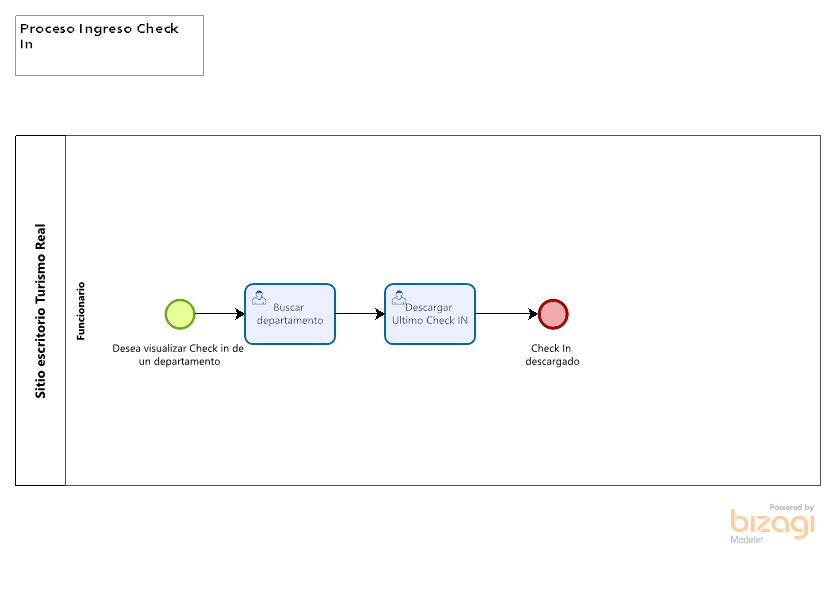 Proceso Ingreso Check
In
Sitio escritorio Turismo Real
Funcionario
Desea visualizar Check in de
un departamento
Buscar
departamento
Descargar
Ultimo Check IN
Check In
descargado
Powered by
bizagi
Modeler